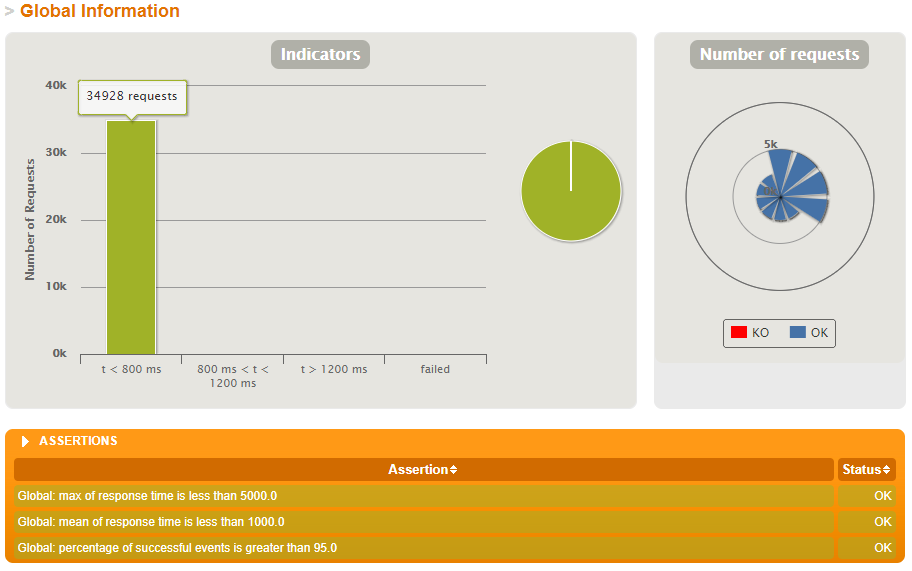 > Global Information
Indicators
Number of Requests
40k
30k
20k
10k
0k
34928 requests
t < 800 ms
800 ms < t <
1200 ms
t > 1200 ms
failed
Number of requests
5k
KO
OK
ASSERTIONS
Assertion
Status
Global: max of response time is less than 5000.0
OK
Global: mean of response time is less than 1000.0
OK
Global: percentage of successful events is greater than 95.0
OK